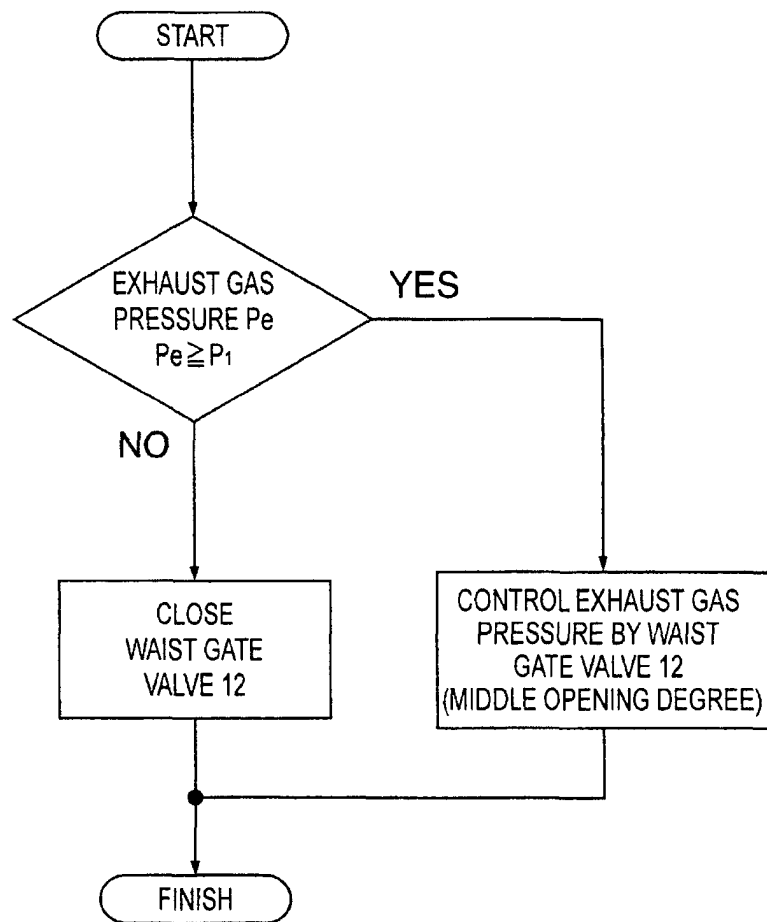 START
EXHAUST GAS
PRESSURE Pe
Pe≧P₁
YES
NO
CLOSE
WAIST GATE
VALVE 12
CONTROL EXHAUST GAS
PRESSURE BY WAIST
GATE VALVE 12
(MIDDLE OPENING DEGREE)
FINISH